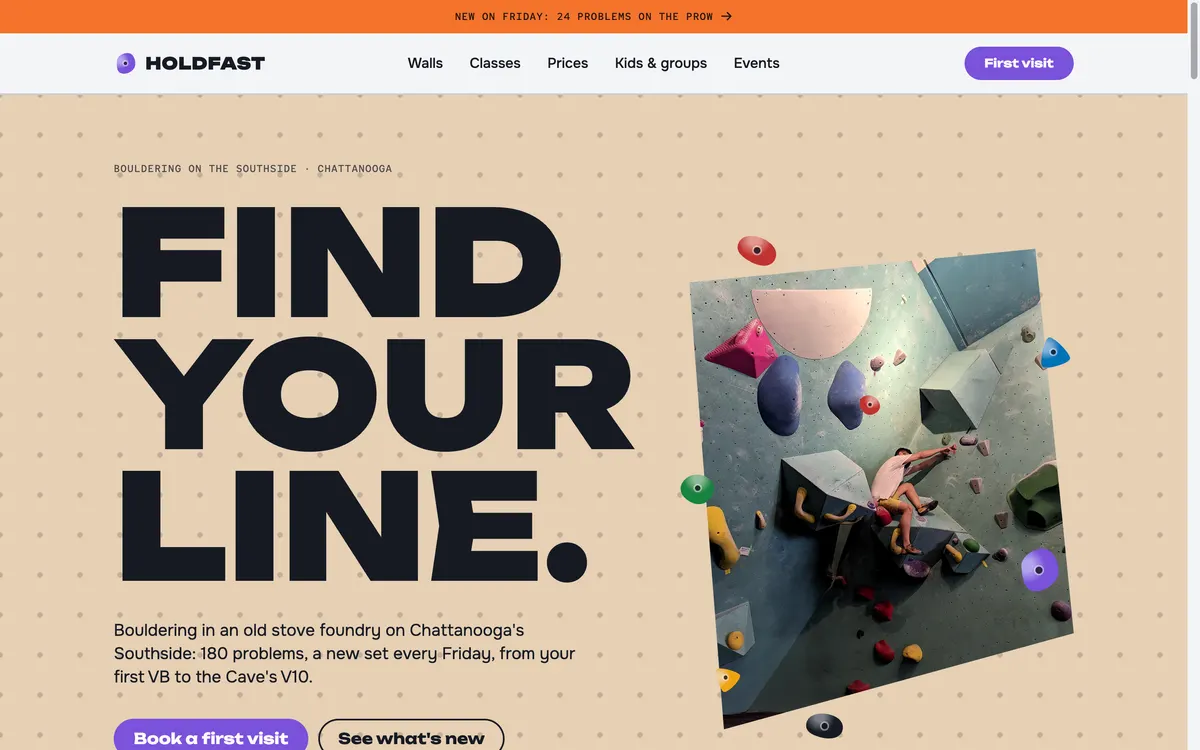 NEW ON FRIDAY: 24 PROBLEMS ON THE PROW →
HOLDFAST
Walls
Classes
Prices
Kids & groups
Events
First visit
BOULDERING ON THE SOUTHSIDE · CHATTANOOGA
FIND
YOUR
LINE.
Bouldering in an old stove foundry on Chattanooga's
Southside: 180 problems, a new set every Friday, from your
first VB to the Cave's V10.
Book a first visit
See what's new